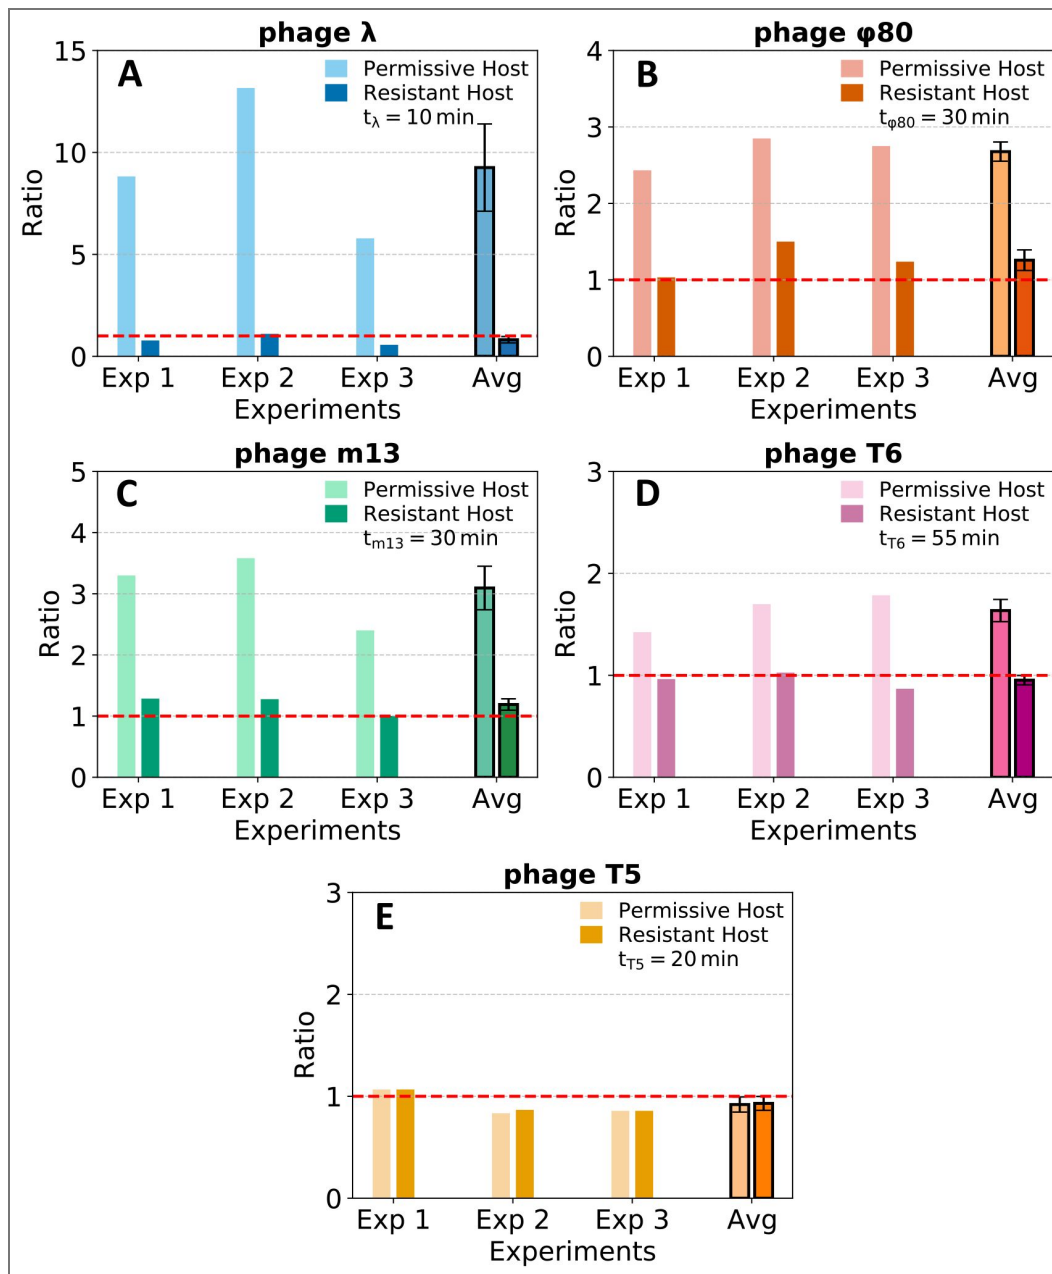 phage λ
A
Permissive Host
Resistant Host
tλ = 10 min
15
10
5
0
Ratio
Exp 1 Exp 2 Exp 3 Avg
Experiments
phage φ80
B
Permissive Host
Resistant Host
tφ80 = 30 min
4
3
2
1
0
Ratio
Exp 1 Exp 2 Exp 3 Avg
Experiments
phage m13
C
Permissive Host
Resistant Host
tm13 = 30 min
5
4
3
2
1
0
Ratio
Exp 1 Exp 2 Exp 3 Avg
Experiments
phage T6
D
Permissive Host
Resistant Host
tT6 = 55 min
3
2
1
0
Ratio
Exp 1 Exp 2 Exp 3 Avg
Experiments
phage T5
E
Permissive Host
Resistant Host
tT5 = 20 min
3
2
1
0
Ratio
Exp 1 Exp 2 Exp 3 Avg
Experiments